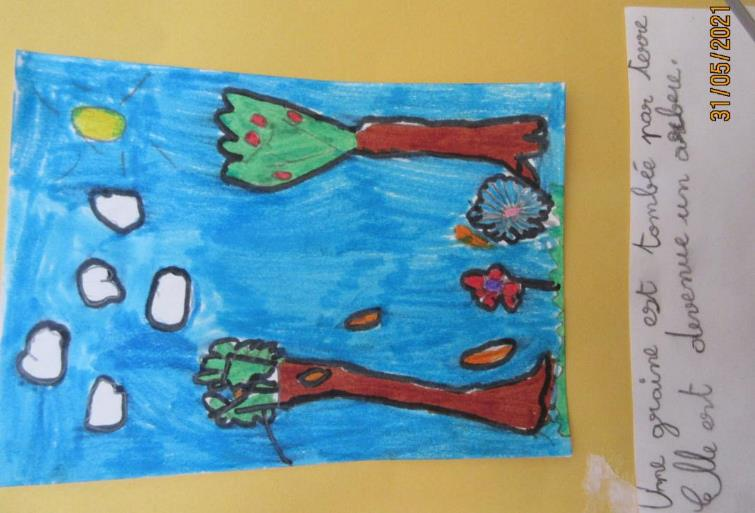 Une graine est tombée par terre
Elle est devenue un arbre.
31/05/2021